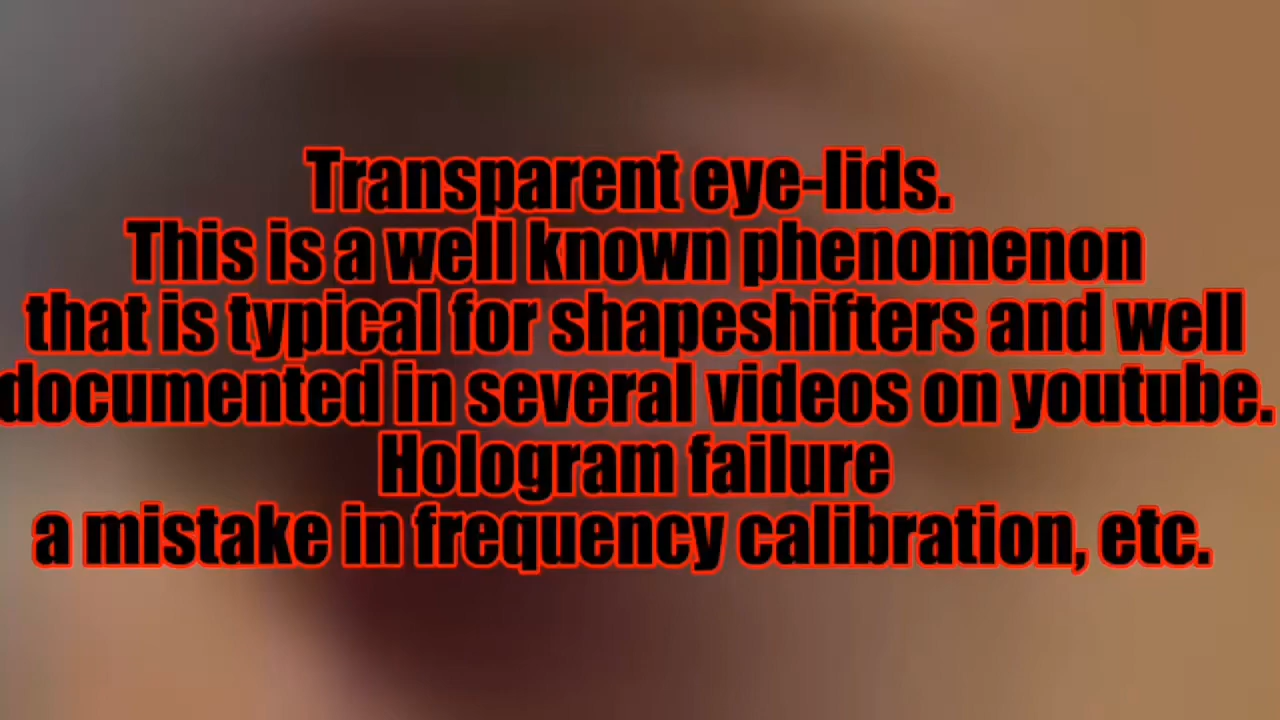 Transparent eye-lids.
This is a well known phenomenon
that is typical for shapeshifters and well
documented in several videos on youtube.
Hologram failure
a mistake in frequency calibration, etc.